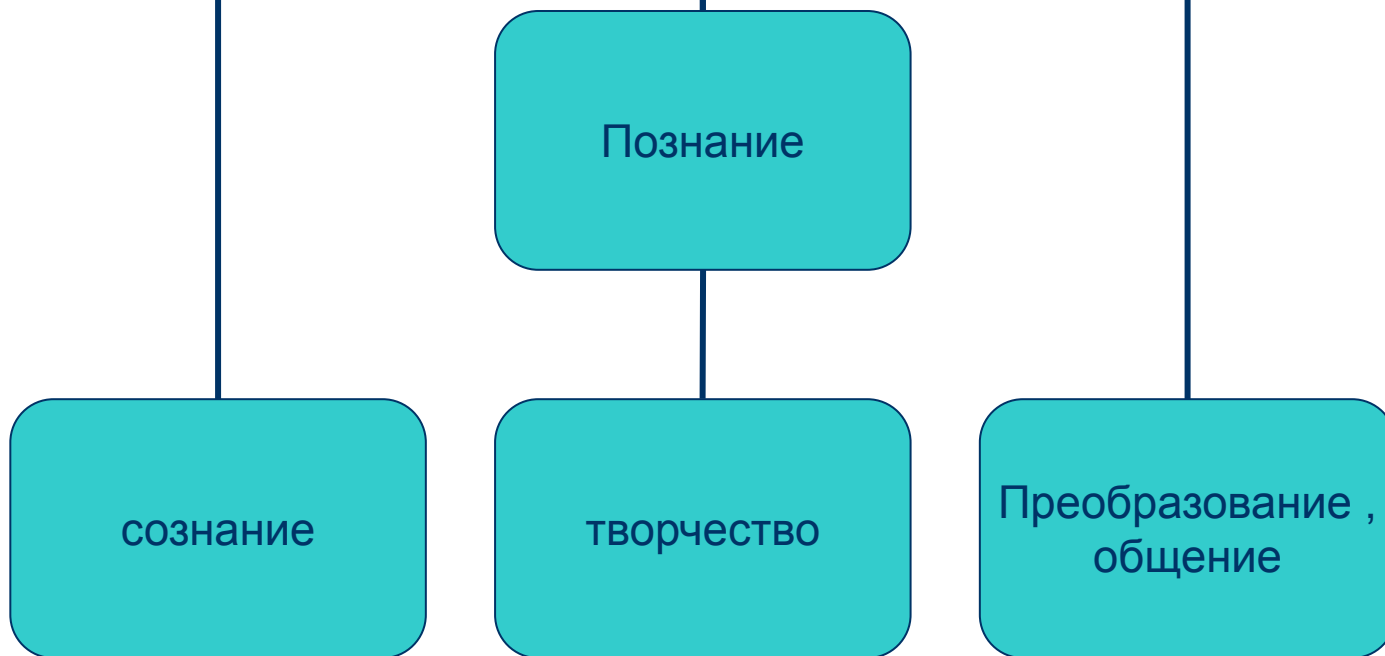 Познание
сознание
творчество
Преобразование ,
общение